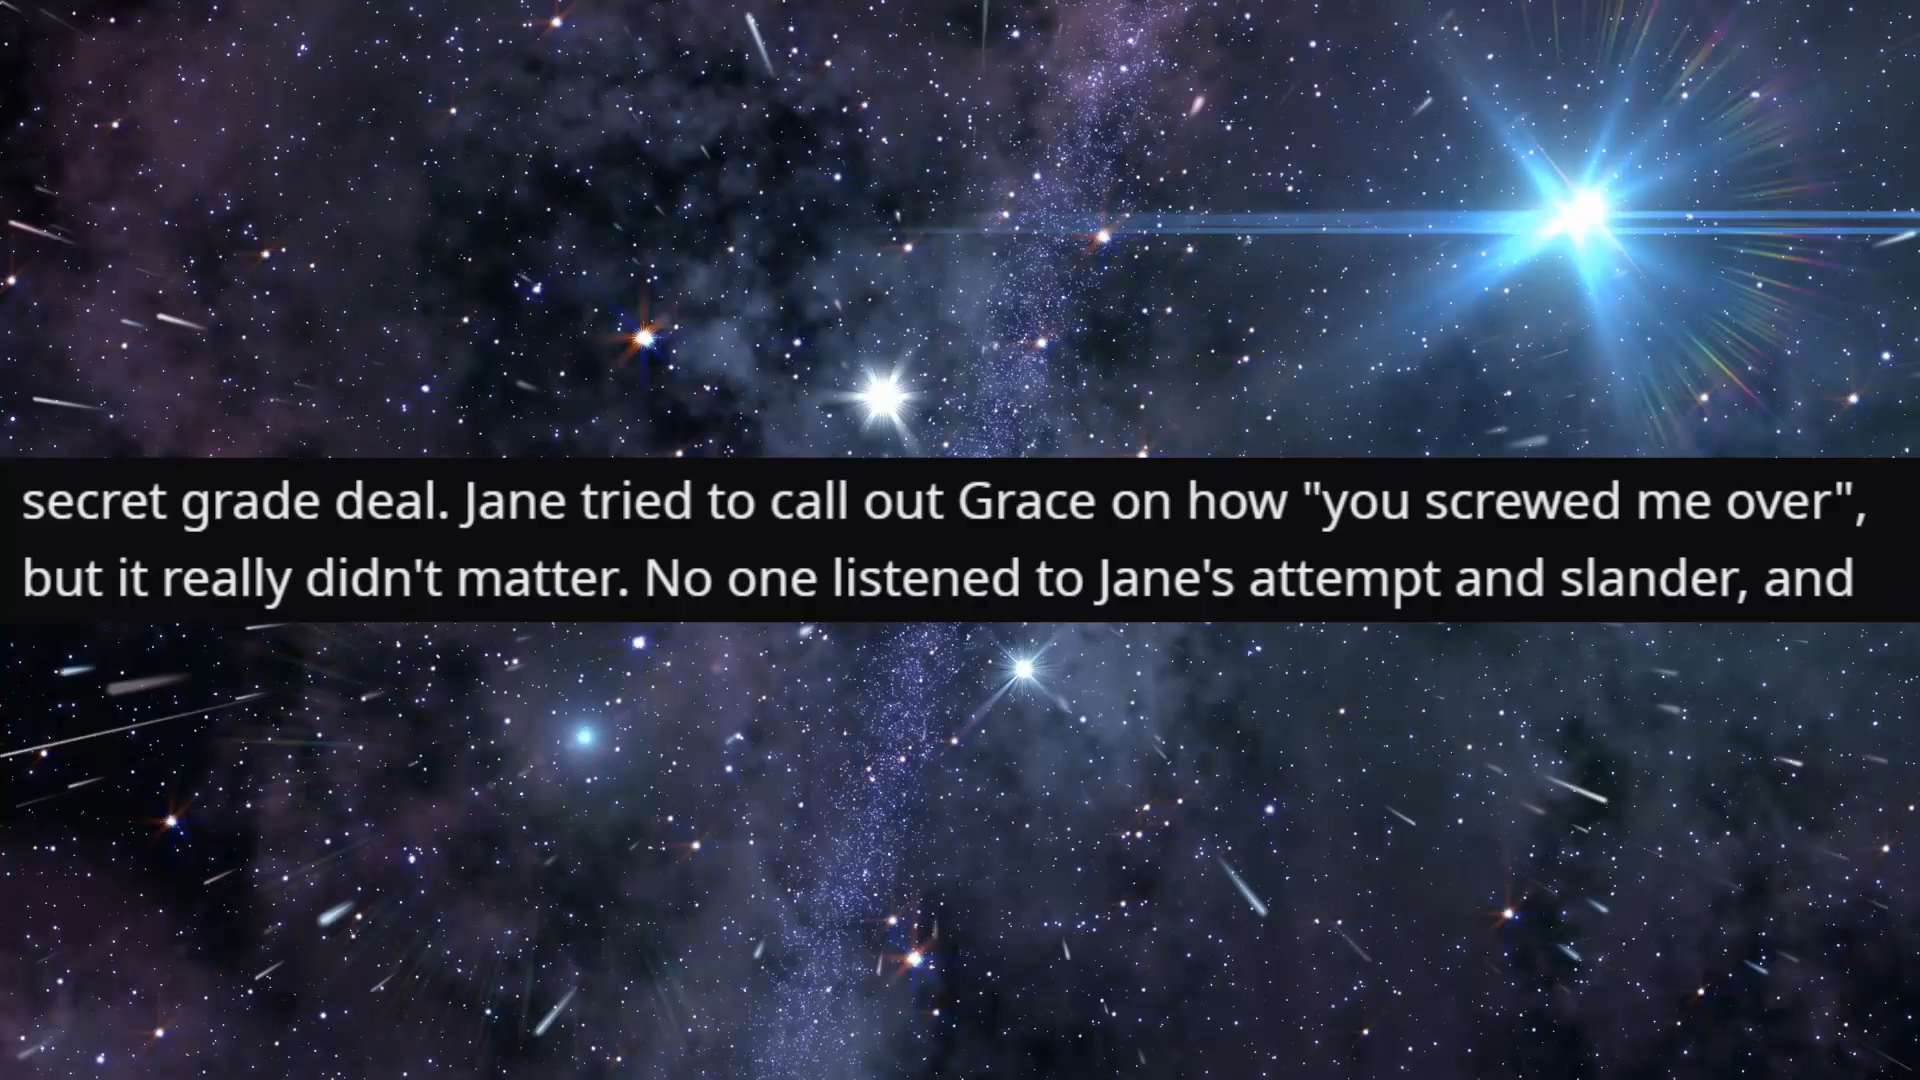 secret grade deal. Jane tried to call out Grace on how "you screwed me over",
but it really didn't matter. No one listened to Jane's attempt and slander, and